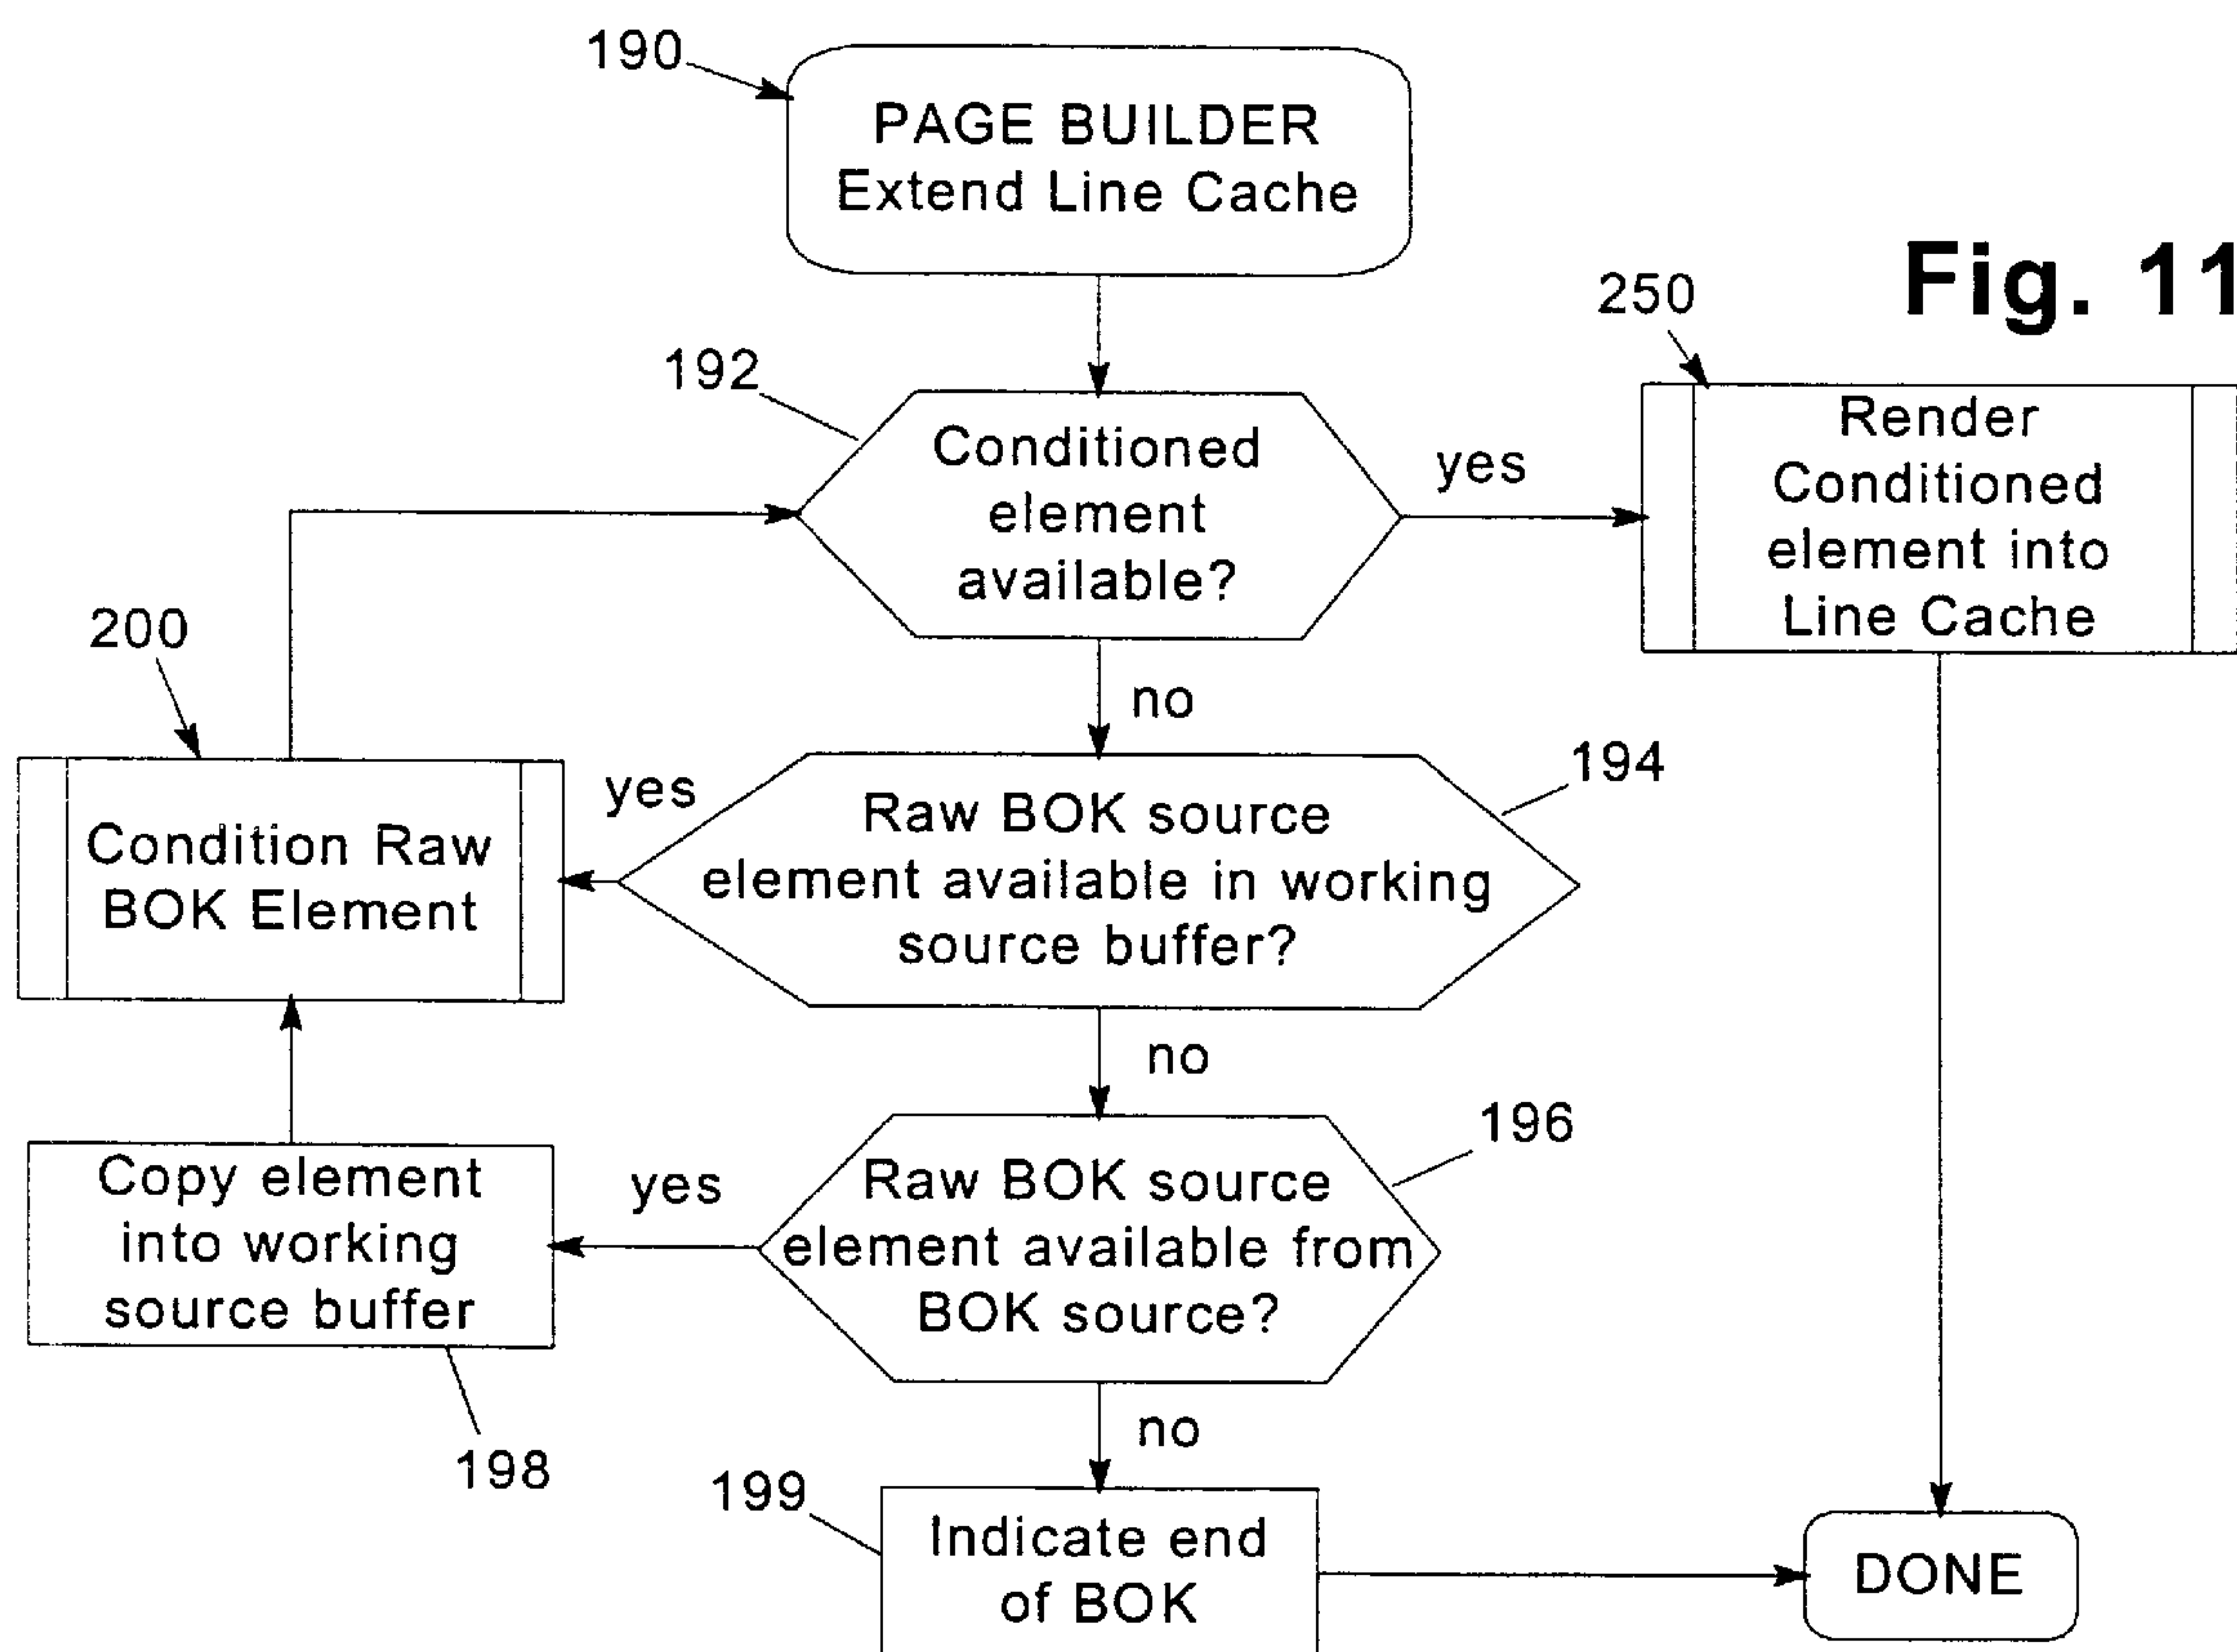 190
PAGE BUILDER
Extend Line Cache
Fig. 11
250
192
Conditioned
element
available?
yes
Render
Conditioned
element into
Line Cache
200
no
194
Condition Raw
BOK Element
yes
Raw BOK source
element available in working
source buffer?
no
196
Copy element
into working
source buffer
yes
Raw BOK source
element available from
BOK source?
198
no
199
Indicate end
of BOK
DONE